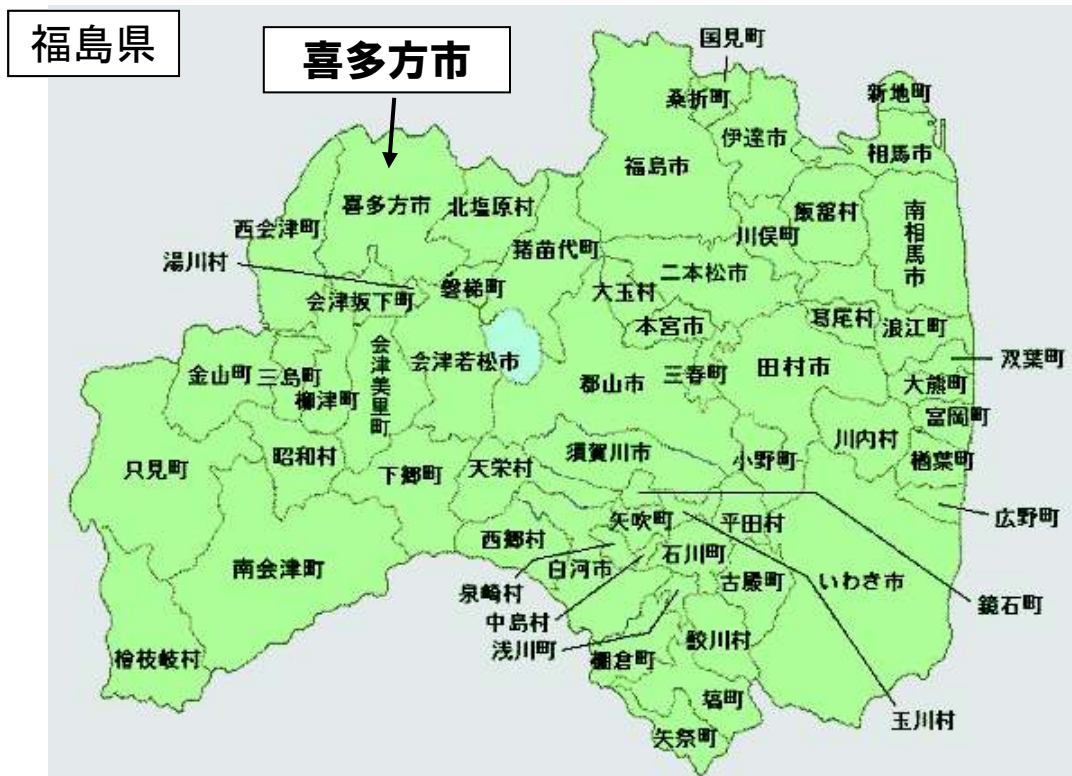 福島県
喜多方市
国見町
桑折町
新地町
伊達市
相馬市
福島市
喜多方市
北塩原村
飯舘村
南相馬市
西会津町
川俣町
猪苗代町
湯川村
二本松市
磐梯町
大玉村
会津坂下町
本宮市
葛尾村
浪江町
双葉町
会津若松市
会津美里町
金山町
三島町
郡山市
三春町
田村市
大熊町
柳津町
富岡町
川内村
須賀川市
小野町
楢葉町
昭和村
只見町
下郷町
天栄村
広野町
矢吹町
平田村
西郷村
石川町
白河市
南会津町
古殿町
いわき市
泉崎村
鏡石町
中島村
浅川町
鮫川村
棚倉町
檜枝岐村
塙町
玉川村
矢祭町